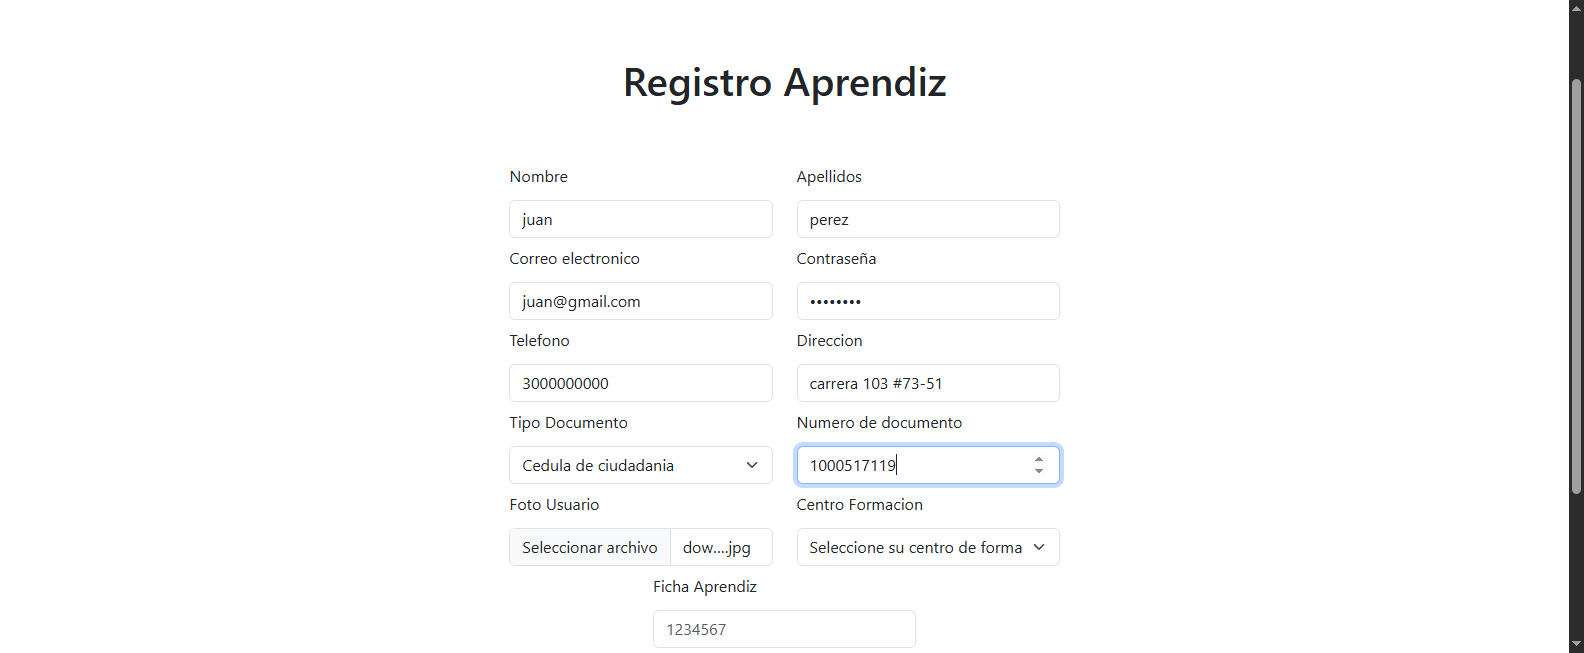 Registro Aprendiz
Nombre
Apellidos
juan
perez
Correo electronico
Contraseña
juan@gmail.com
••••••••
Telefono
Direccion
3000000000
carrera 103 #73-51
Tipo Documento
Numero de documento
Cedula de ciudadania
1000517119
Foto Usuario
Centro Formacion
Seleccionar archivo
dow....jpg
Seleccione su centro de forma
Ficha Aprendiz
1234567